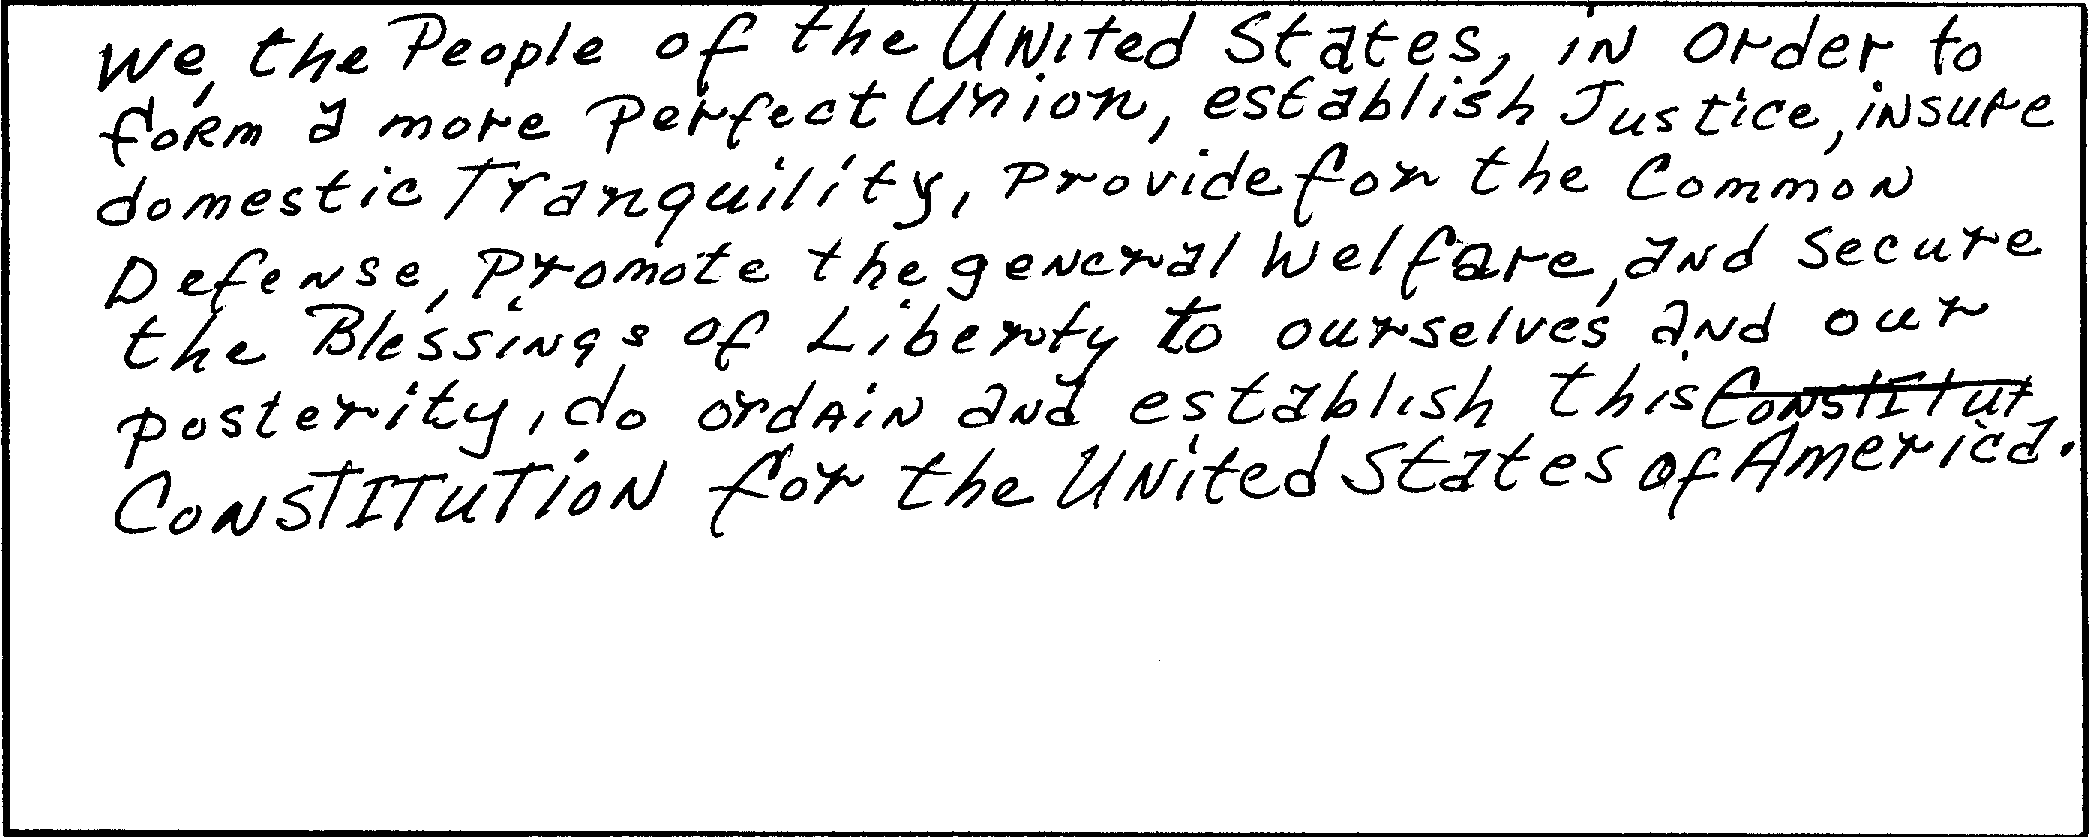 We, the People of the United States, in order to
form a more Perfect Union, establish Justice, insure
domestic Tranquility, Provide for the Common
Defense, Promote the general Welfare, and Secure
the Blessings of Liberty to ourselves and our
posterity, do ordain and establish this Constitut
CONSTITUTION for the United States of America.